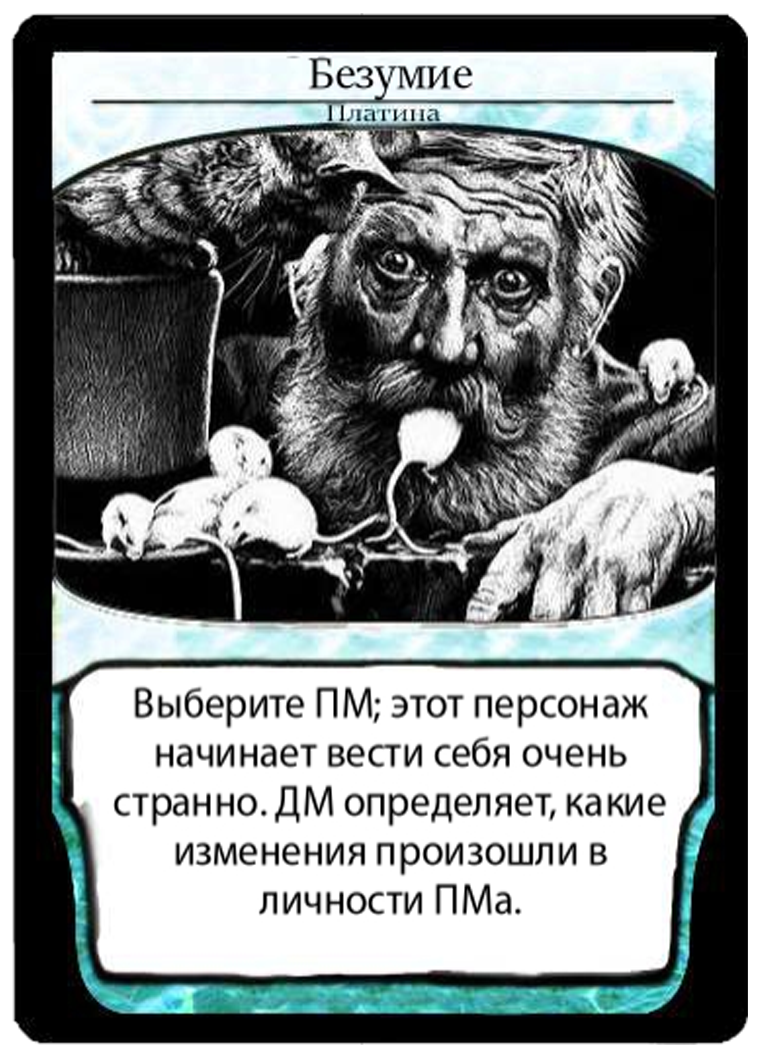 Безумие
Платина
Выберите ПМ; этот персонаж
начинает вести себя очень
странно. ДМ определяет, какие
изменения произошли в
личности ПМа.